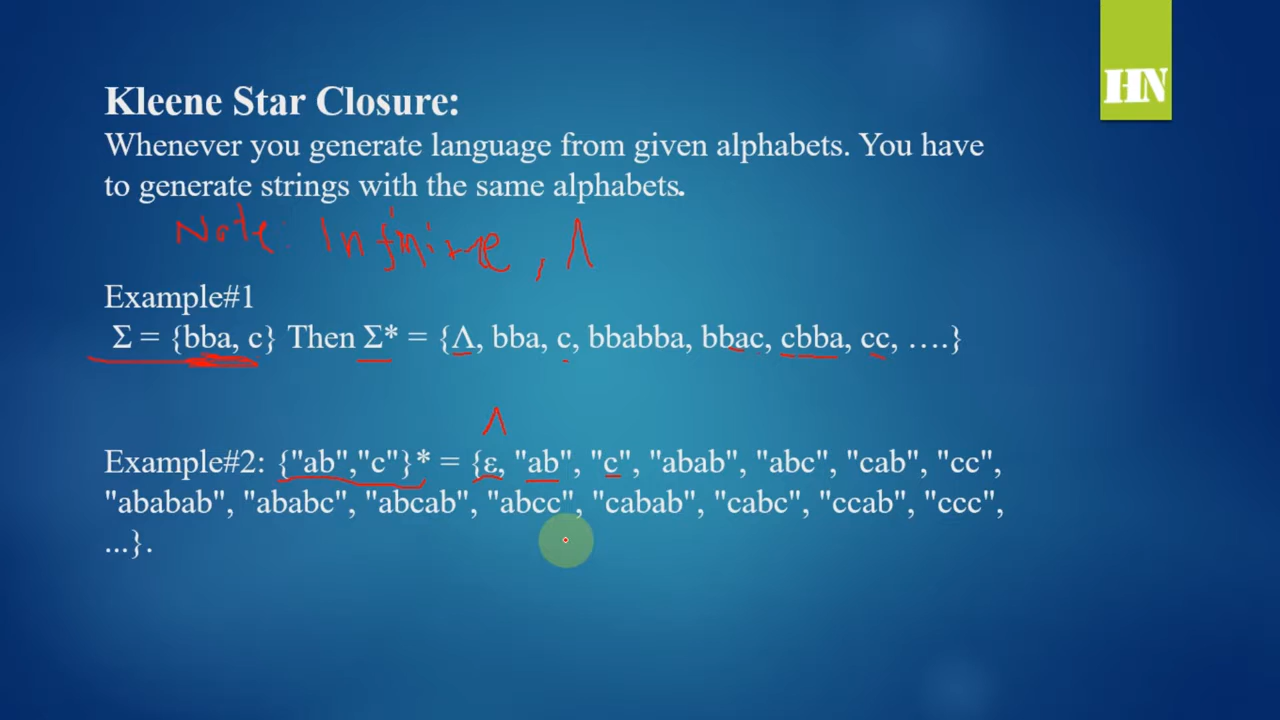 HN
Kleene Star Closure:
Whenever you generate language from given alphabets. You have
to generate strings with the same alphabets.
Note: Infinite, Λ
Example#1
Σ = {bba, c} Then Σ* = {Λ, bba, c, bbabba, bbac, cbba, cc, ….}
Λ
Example#2: {"ab","c"}* = {ε, "ab", "c", "abab", "abc", "cab", "cc",
"ababab", "ababc", "abcab", "abcc", "cabab", "cabc", "ccab", "ccc",
...}.